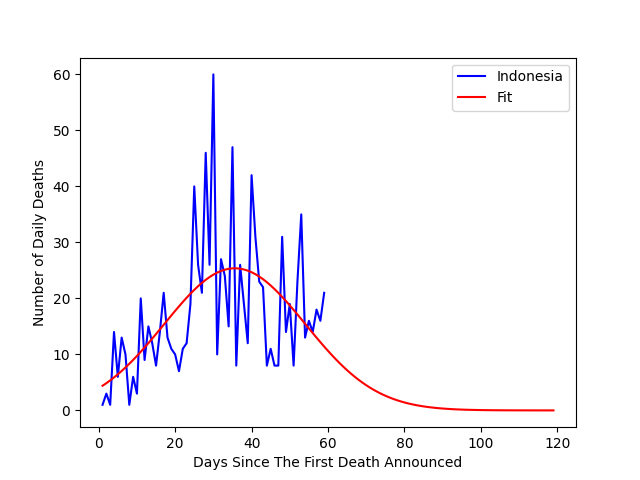 Indonesia
Fit
60
50
40
30
20
10
0
Number of Daily Deaths
0 20 40 60 80 100 120
Days Since The First Death Announced